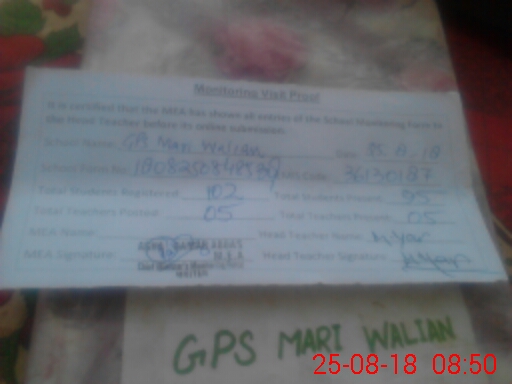 Monitoring Visit Proof
It is certified that the MEA has shown all entries of the School Monitoring form to
the Head Teacher before its online submission.
School Name: GPS Mari Walian Date: 25.8.18
School Phone No: EMIS Code: 36130187
Total Students Registered: 102 Total Students Present: 95
Total Teachers Posted: 05 Total Teachers Present: 05
MEA Name: ABBAS Head Teacher Name:
MEA Signature: M.E.A Head Teacher Signature:
GPS MARI WALIAN
25-08-18 08:50